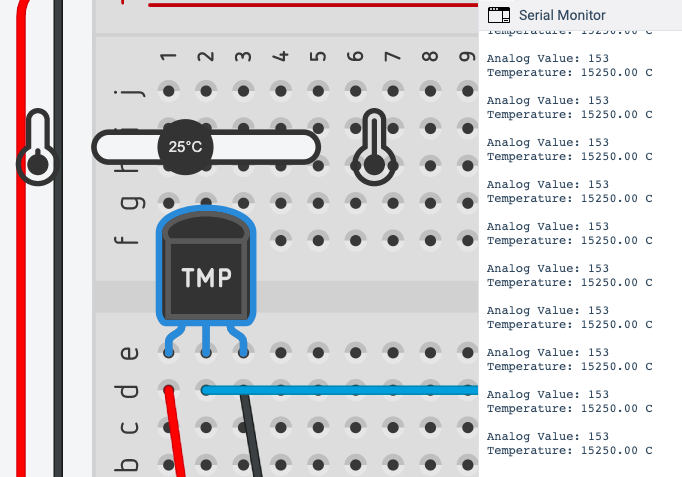 Serial Monitor
1 2 3 4 5 6 7 8 9
j
i
h
g
f
e
d
c
b
25°C
TMP
Temperature: 15250.00 C
Analog Value: 153
Temperature: 15250.00 C
Analog Value: 153
Temperature: 15250.00 C
Analog Value: 153
Temperature: 15250.00 C
Analog Value: 153
Temperature: 15250.00 C
Analog Value: 153
Temperature: 15250.00 C
Analog Value: 153
Temperature: 15250.00 C
Analog Value: 153
Temperature: 15250.00 C
Analog Value: 153
Temperature: 15250.00 C
Analog Value: 153
Temperature: 15250.00 C
Analog Value: 153
Temperature: 15250.00 C